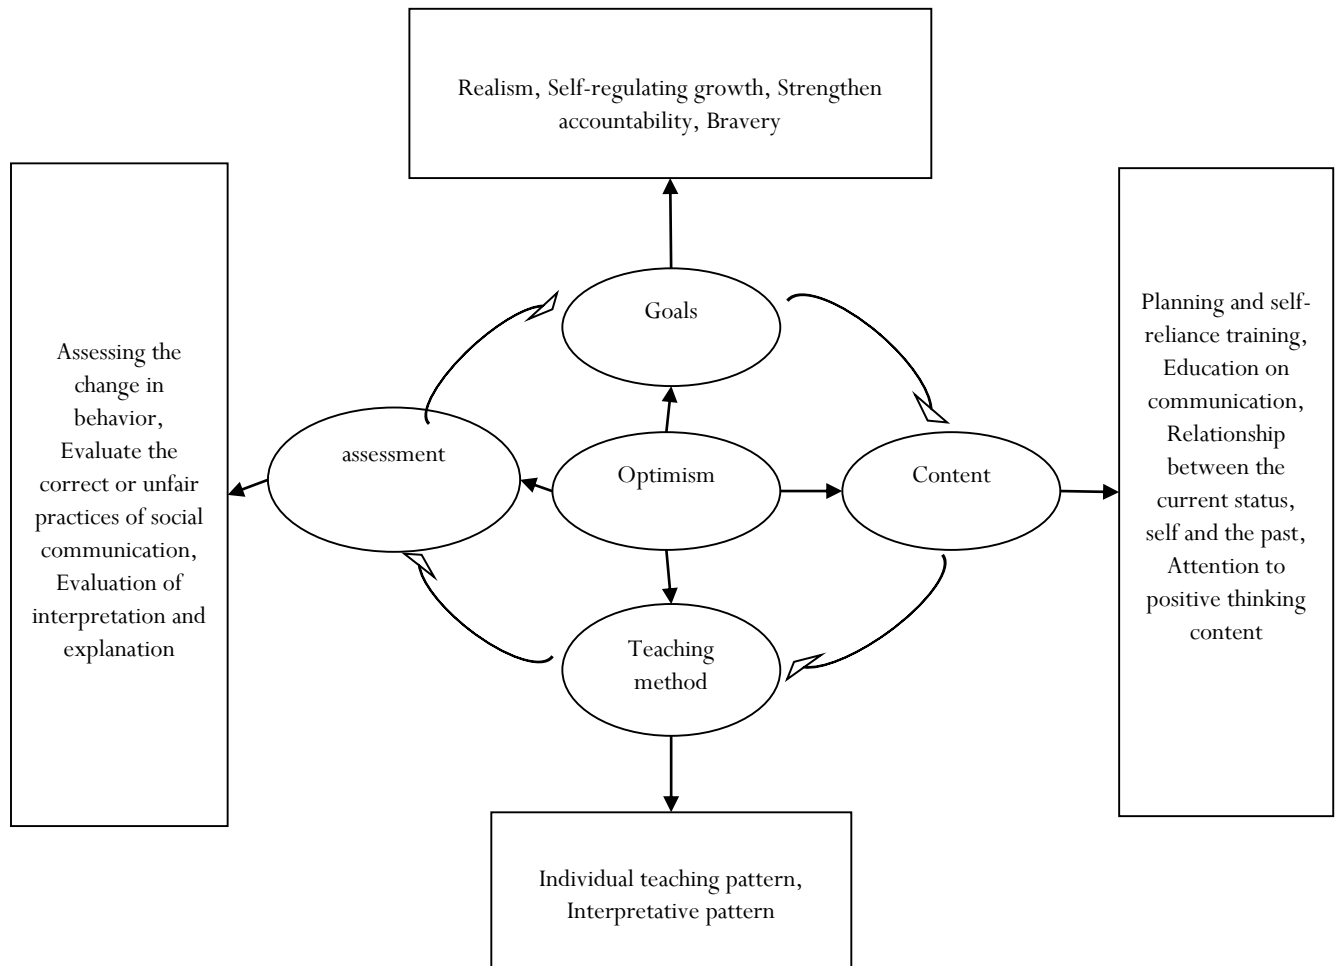 Realism, Self-regulating growth, Strengthen
accountability, Bravery
Assessing the
change in
behavior,
Evaluate the
correct or unfair
practices of social
communication,
Evaluation of
interpretation and
explanation
Goals
assessment
Optimism
Content
Teaching
method
Planning and self-
reliance training,
Education on
communication,
Relationship
between the
current status,
self and the past,
Attention to
positive thinking
content
Individual teaching pattern,
Interpretative pattern